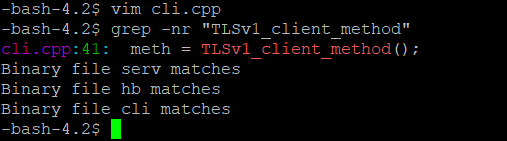 -bash-4.2$ vim cli.cpp
-bash-4.2$ grep -nr "TLSv1_client_method"
cli.cpp:41:  meth = TLSv1_client_method();
Binary file serv matches
Binary file hb matches
Binary file cli matches
-bash-4.2$